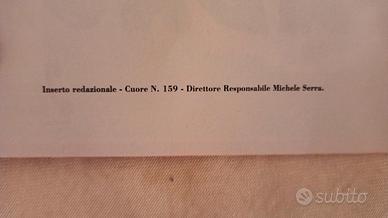 Inserto redazionale - Cuore N. 159 - Direttore Responsabile Michele Serra.
subito